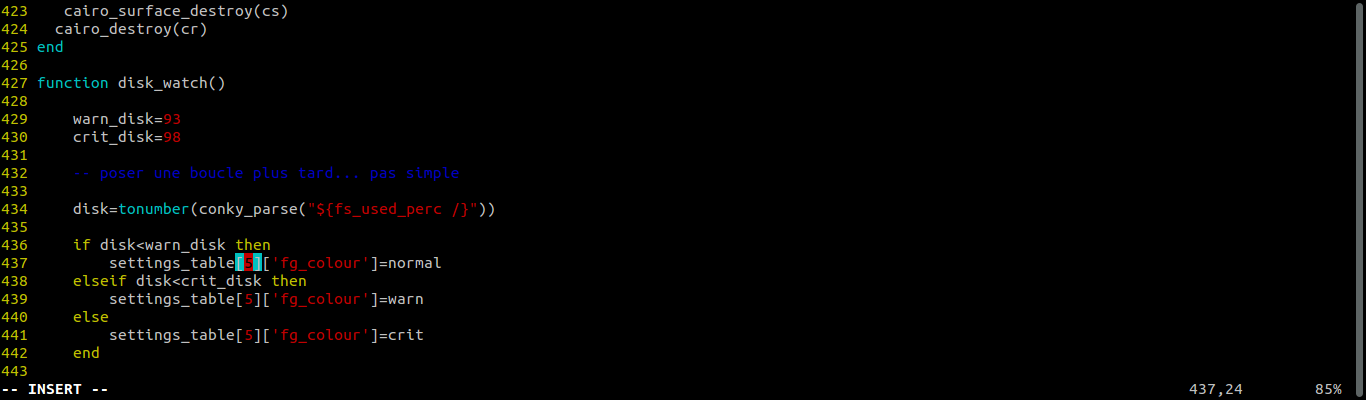 423    cairo_surface_destroy(cs)
424   cairo_destroy(cr)
425 end
426
427 function disk_watch()
428
429     warn_disk=93
430     crit_disk=98
431
432     -- poser une boucle plus tard... pas simple
433
434     disk=tonumber(conky_parse("${fs_used_perc /}"))
435
436     if disk<warn_disk then
437         settings_table[5]['fg_colour']=normal
438     elseif disk<crit_disk then
439         settings_table[5]['fg_colour']=warn
440     else
441         settings_table[5]['fg_colour']=crit
442     end
443
-- INSERT -- 437,24 85%